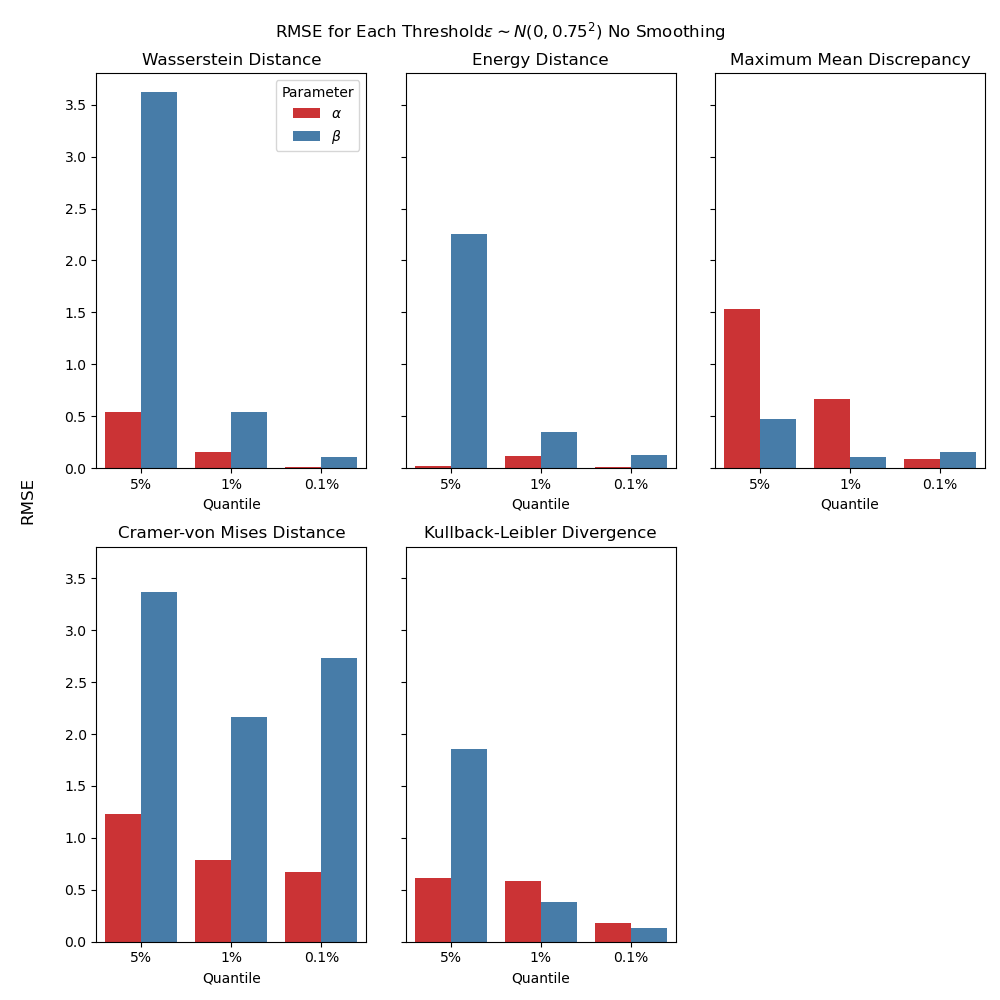 RMSE for Each Thresholdε ~ N(0, 0.75²) No Smoothing
Wasserstein Distance
Energy Distance
Maximum Mean Discrepancy
Parameter
α
β
3.5
3.0
2.5
2.0
1.5
1.0
0.5
0.0
5% 1% 0.1%
Quantile
5% 1% 0.1%
Quantile
5% 1% 0.1%
Quantile
RMSE
Cramer-von Mises Distance
Kullback-Leibler Divergence
3.5
3.0
2.5
2.0
1.5
1.0
0.5
0.0
5% 1% 0.1%
Quantile
5% 1% 0.1%
Quantile